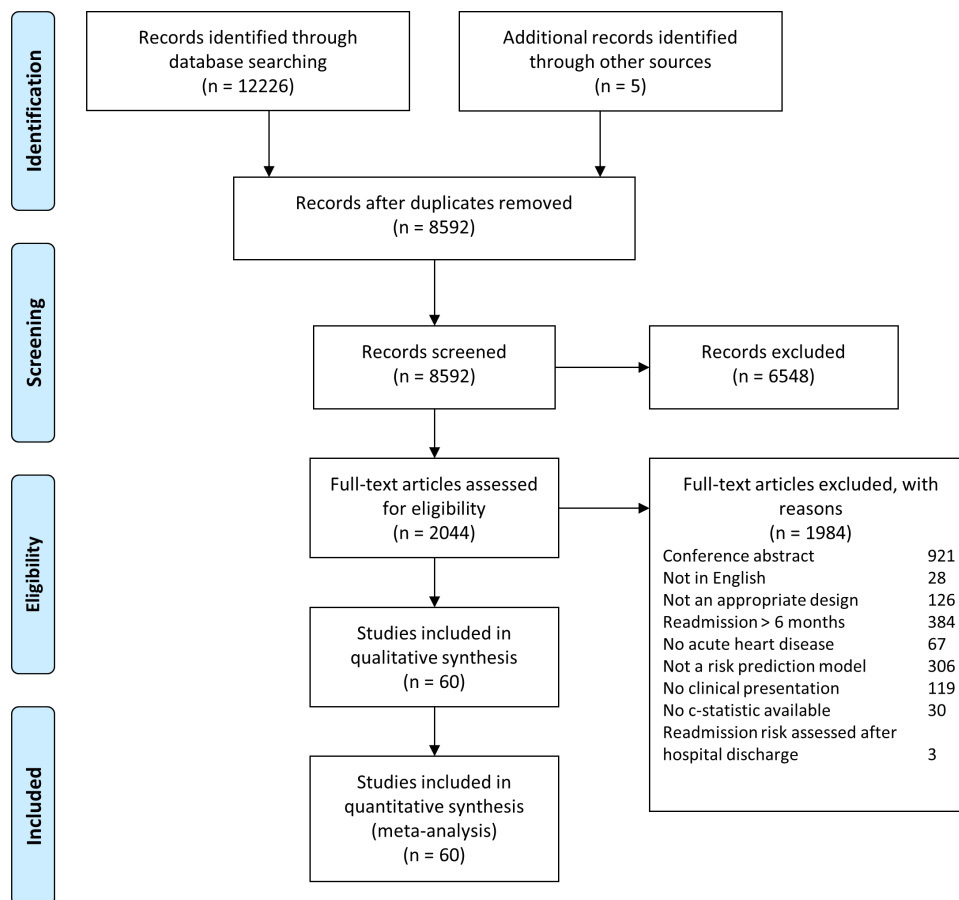 Identification
Records identified through
database searching
(n = 12226)
Additional records identified
through other sources
(n = 5)
Records after duplicates removed
(n = 8592)
Screening
Records screened
(n = 8592)
Records excluded
(n = 6548)
Eligibility
Full-text articles assessed
for eligibility
(n = 2044)
Full-text articles excluded, with
reasons
(n = 1984)
Conference abstract 921
Not in English 28
Not an appropriate design 126
Readmission > 6 months 384
No acute heart disease 67
Not a risk prediction model 306
No clinical presentation 119
No c-statistic available 30
Readmission risk assessed after
hospital discharge 3
Studies included in
qualitative synthesis
(n = 60)
Included
Studies included in
quantitative synthesis
(meta-analysis)
(n = 60)